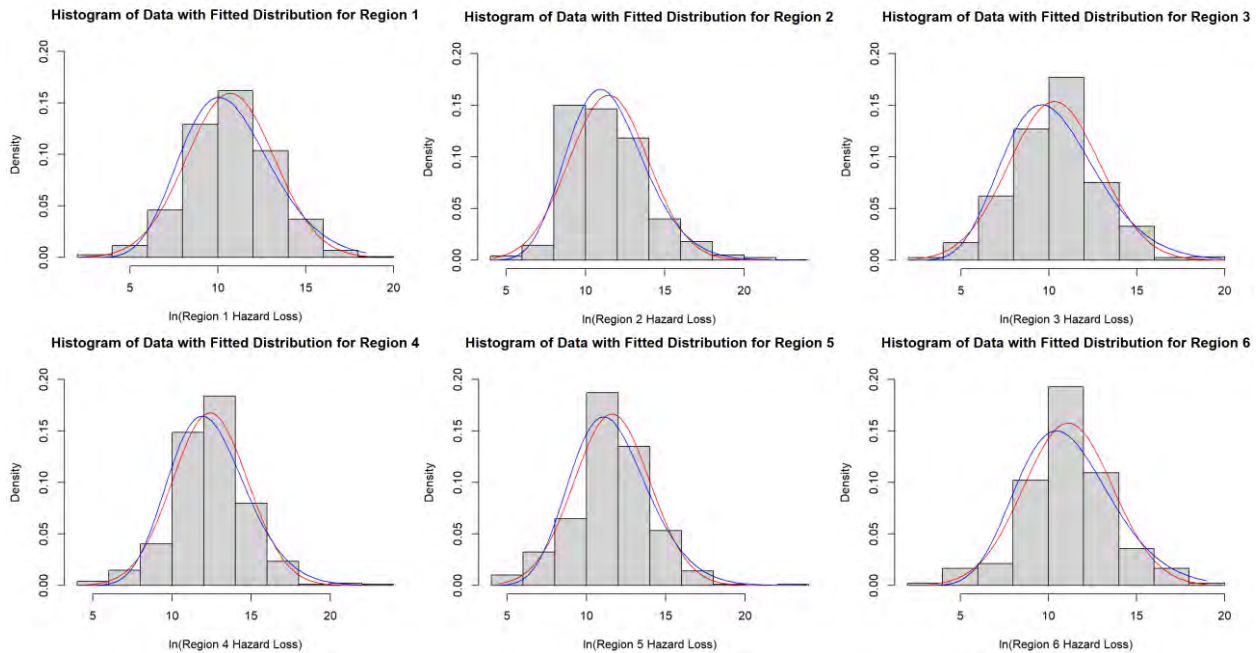 Histogram of Data with Fitted Distribution for Region 1
Density
0.00 0.05 0.10 0.15 0.20
5 10 15 20
ln(Region 1 Hazard Loss)
Histogram of Data with Fitted Distribution for Region 2
Density
0.00 0.05 0.10 0.15 0.20
5 10 15 20
ln(Region 2 Hazard Loss)
Histogram of Data with Fitted Distribution for Region 3
Density
0.00 0.05 0.10 0.15 0.20
5 10 15 20
ln(Region 3 Hazard Loss)
Histogram of Data with Fitted Distribution for Region 4
Density
0.00 0.05 0.10 0.15 0.20
5 10 15 20
ln(Region 4 Hazard Loss)
Histogram of Data with Fitted Distribution for Region 5
Density
0.00 0.05 0.10 0.15 0.20
5 10 15 20
ln(Region 5 Hazard Loss)
Histogram of Data with Fitted Distribution for Region 6
Density
0.00 0.05 0.10 0.15 0.20
5 10 15 20
ln(Region 6 Hazard Loss)